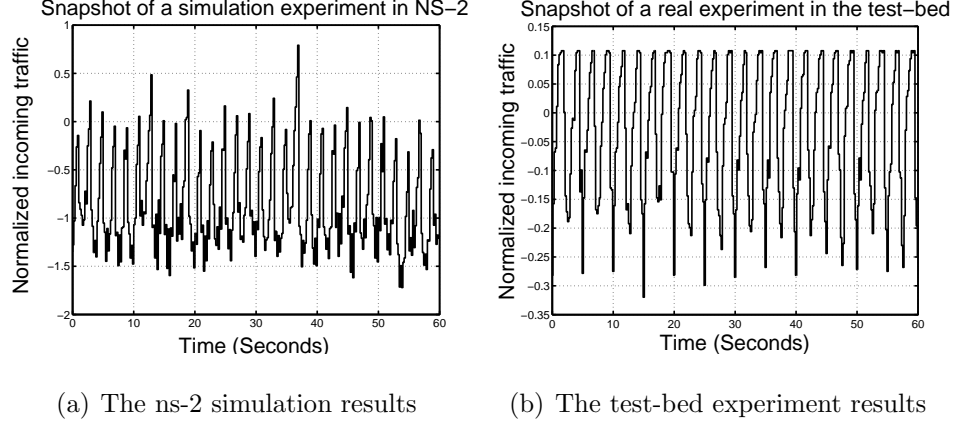 Snapshot of a simulation experiment in NS-2
1
0.5
0
−0.5
−1
−1.5
−2
0 10 20 30 40 50 60
Normalized incoming traffic
Time (Seconds)
(a) The ns-2 simulation results
Snapshot of a real experiment in the test-bed
0.15
0.1
0.05
0
−0.05
−0.1
−0.15
−0.2
−0.25
−0.3
−0.35
0 10 20 30 40 50 60
Normalized incoming traffic
Time (Seconds)
(b) The test-bed experiment results